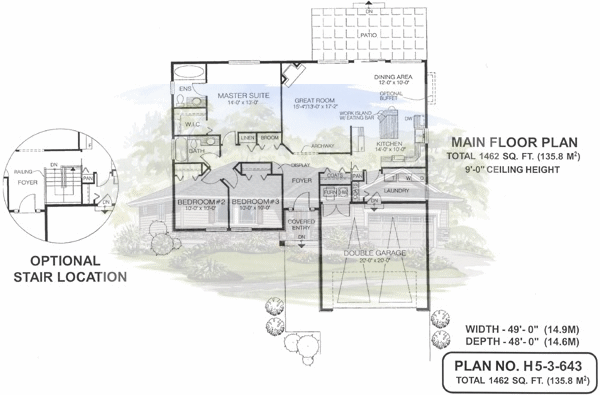 DN
PATIO
DINING AREA
12'-0" x 10'-0"
OPTIONAL
BUFFET
ENS
MASTER SUITE
14'-0" x 13'-0"
GREAT ROOM
15'-4"/13'-0" x 17'-2"
WORK ISLAND
w/ EATING BAR
DW
W.I.C.
LINEN
BROOM
ARCHWAY
KITCHEN
14'-0" x 10'-0"
BATH
DISPLAY
MAIN FLOOR PLAN
TOTAL 1462 SQ. FT. (135.8 M²)
9'-0" CEILING HEIGHT
RAILING
FOYER
DN
PAN
DN
FOYER
COATS
FURN
PAN
W
D
LAUNDRY
DN
BEDROOM #2
10'-0" x 10'-0"
BEDROOM #3
10'-0" x 10'-0"
COVERED
ENTRY
DN
DOUBLE GARAGE
20'-0" x 20'-0"
OPTIONAL
STAIR LOCATION
WIDTH - 49'- 0" (14.9M)
DEPTH - 48'- 0" (14.6M)
PLAN NO. H5-3-643
TOTAL 1462 SQ. FT. (135.8 M²)